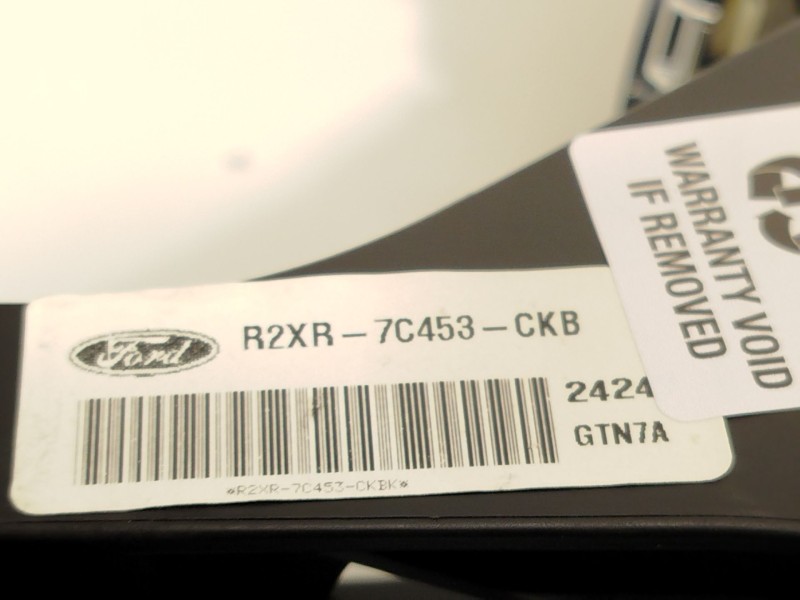 Ford
R2XR-7C453-CKB
2424
GTN7A
*R2XR-7C453-CKBK*
WARRANTY VOID
IF REMOVED